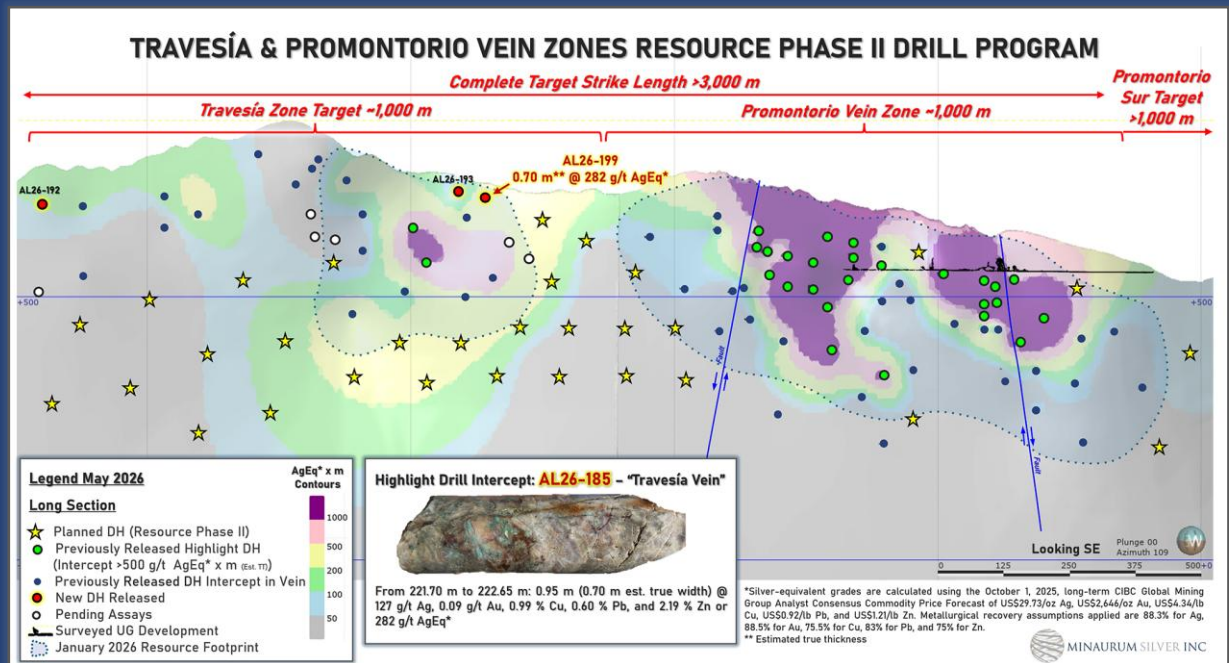 TRAVESÍA & PROMONTORIO VEIN ZONES RESOURCE PHASE II DRILL PROGRAM
Complete Target Strike Length >3,000 m
Promontorio
Sur Target
>1,000 m
Travesía Zone Target ~1,000 m
Promontorio Vein Zone ~1,000 m
AL26-192
AL26-193
AL26-199
0.70 m** @ 282 g/t AgEq*
+500
+500
Fault
Fault
Legend May 2026
Long Section
Planned DH (Resource Phase II)
Previously Released Highlight DH
(Intercept >500 g/t AgEq* x m (Est. TT))
Previously Released DH Intercept in Vein
New DH Released
Pending Assays
Surveyed UG Development
January 2026 Resource Footprint
AgEq* x m
Contours
1000
500
200
100
50
Highlight Drill Intercept: AL26-185 – "Travesía Vein"
From 221.70 m to 222.65 m: 0.95 m (0.70 m est. true width) @
127 g/t Ag, 0.09 g/t Au, 0.99 % Cu, 0.60 % Pb, and 2.19 % Zn or
282 g/t AgEq*
Looking SE
Plunge 00
Azimuth 109
0 125 250 375 500
+0
*Silver-equivalent grades are calculated using the October 1, 2025, long-term CIBC Global Mining
Group Analyst Consensus Commodity Price Forecast of US$29.73/oz Ag, US$2,646/oz Au, US$4.34/lb
Cu, US$0.92/lb Pb, and US$1.21/lb Zn. Metallurgical recovery assumptions applied are 88.3% for Ag,
88.5% for Au, 75.5% for Cu, 83% for Pb, and 75% for Zn.
** Estimated true thickness
MINAURUM SILVER INC